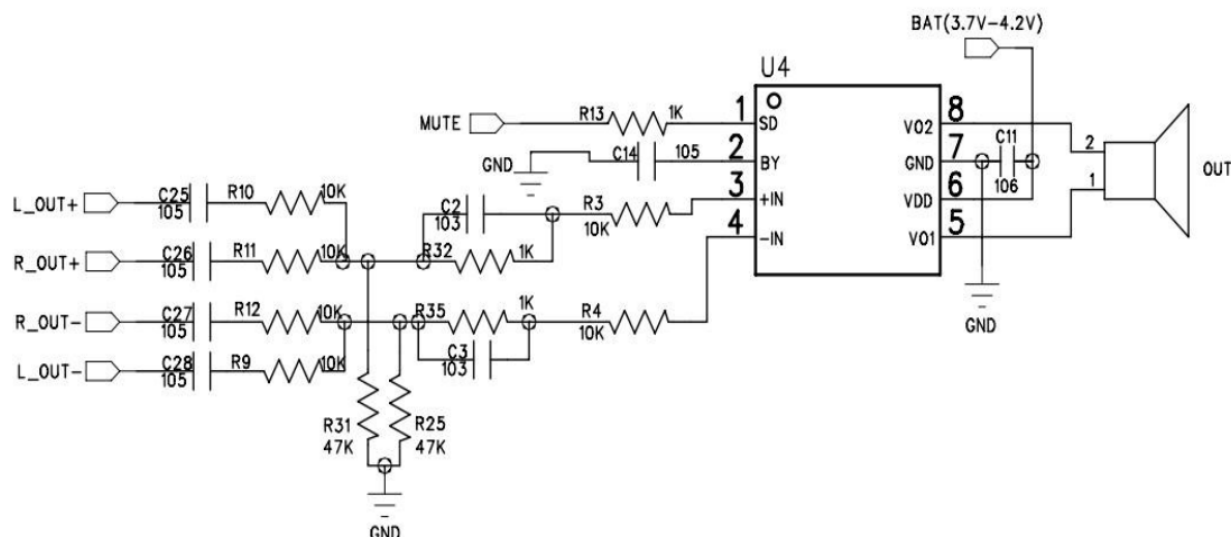 BAT(3.7V-4.2V)
U4
MUTE
R13
1K
1
SD
VO2
8
GND
C14
105
2
BY
GND
7
C11
106
2
OUT
3
+IN
VDD
6
1
4
-IN
VO1
5
GND
L_OUT+
C25
105
R10
10K
C2
103
R3
10K
R_OUT+
C26
105
R11
10K
R32
1K
R_OUT-
C27
105
R12
10K
R35
1K
R4
10K
L_OUT-
C28
105
R9
10K
C3
103
R31
47K
R25
47K
GND